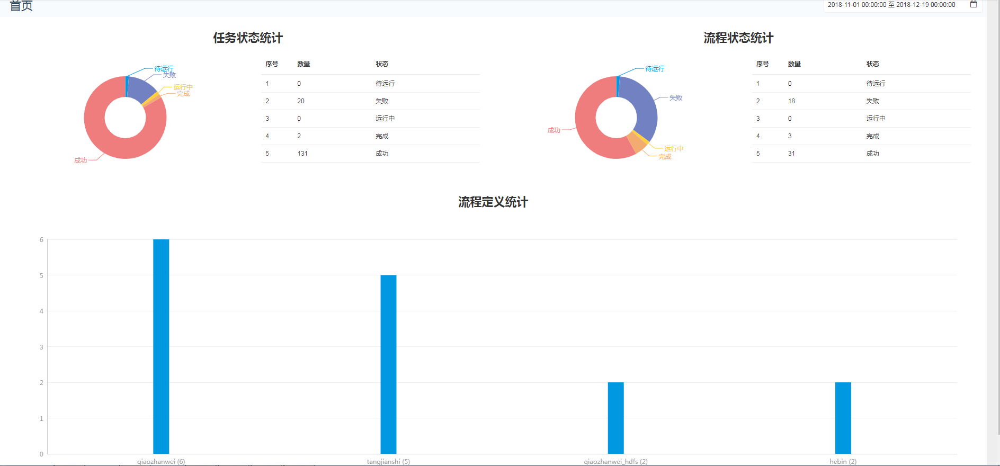 首页
2018-11-01 00:00:00 至 2018-12-19 00:00:00
任务状态统计
待运行
失败
运行中
完成
成功
序号 数量 状态
1 0 待运行
2 20 失败
3 0 运行中
4 2 完成
5 131 成功
流程状态统计
待运行
失败
成功
运行中
完成
序号 数量 状态
1 0 待运行
2 18 失败
3 0 运行中
4 3 完成
5 31 成功
流程定义统计
6
5
4
3
2
1
0
qiaozhanwei (6) tangjianshi (5) qiaozhanwei_hdfs (2) hebin (2)